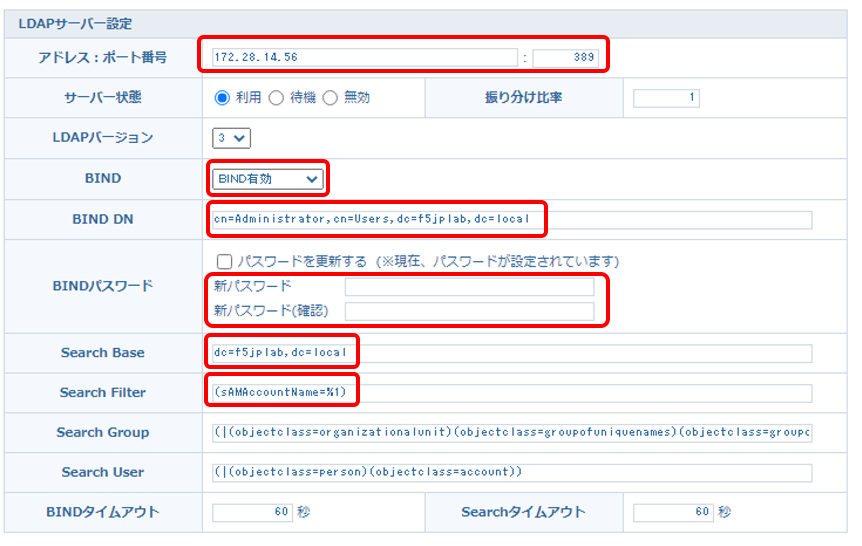 LDAPサーバー設定
アドレス：ポート番号 172.28.14.56 : 389
サーバー状態 利用 待機 無効 振り分け比率 1
LDAPバージョン 3
BIND BIND有効
BIND DN cn=Administrator,cn=Users,dc=f5jplab,dc=local
パスワードを更新する (※現在、パスワードが設定されています)
BINDパスワード 新パスワード
新パスワード(確認)
Search Base dc=f5jplab,dc=local
Search Filter (sAMAccountName=%1)
Search Group (|(objectclass=organizationalunit)(objectclass=groupofuniquenames)(objectclass=groupo
Search User (|(objectclass=person)(objectclass=account))
BINDタイムアウト 60 秒 Searchタイムアウト 60 秒